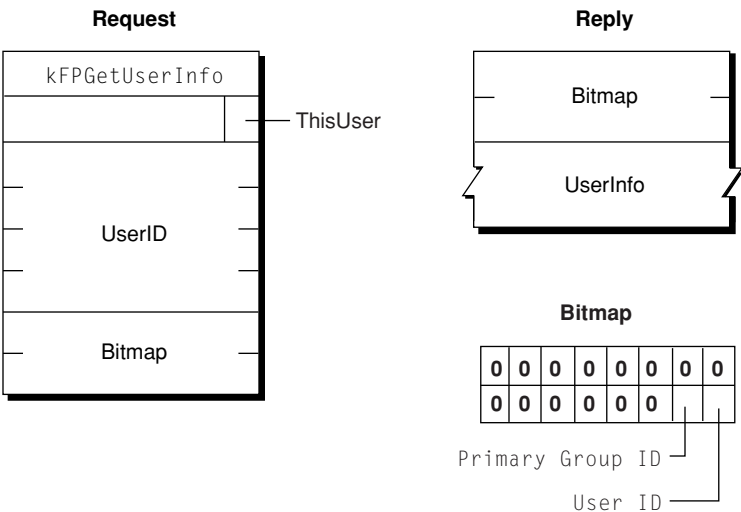 Request
kFPGetUserInfo
ThisUser
UserID
Bitmap
Reply
Bitmap
UserInfo
Bitmap
0 0 0 0 0 0 0 0
0 0 0 0 0 0
Primary Group ID
User ID